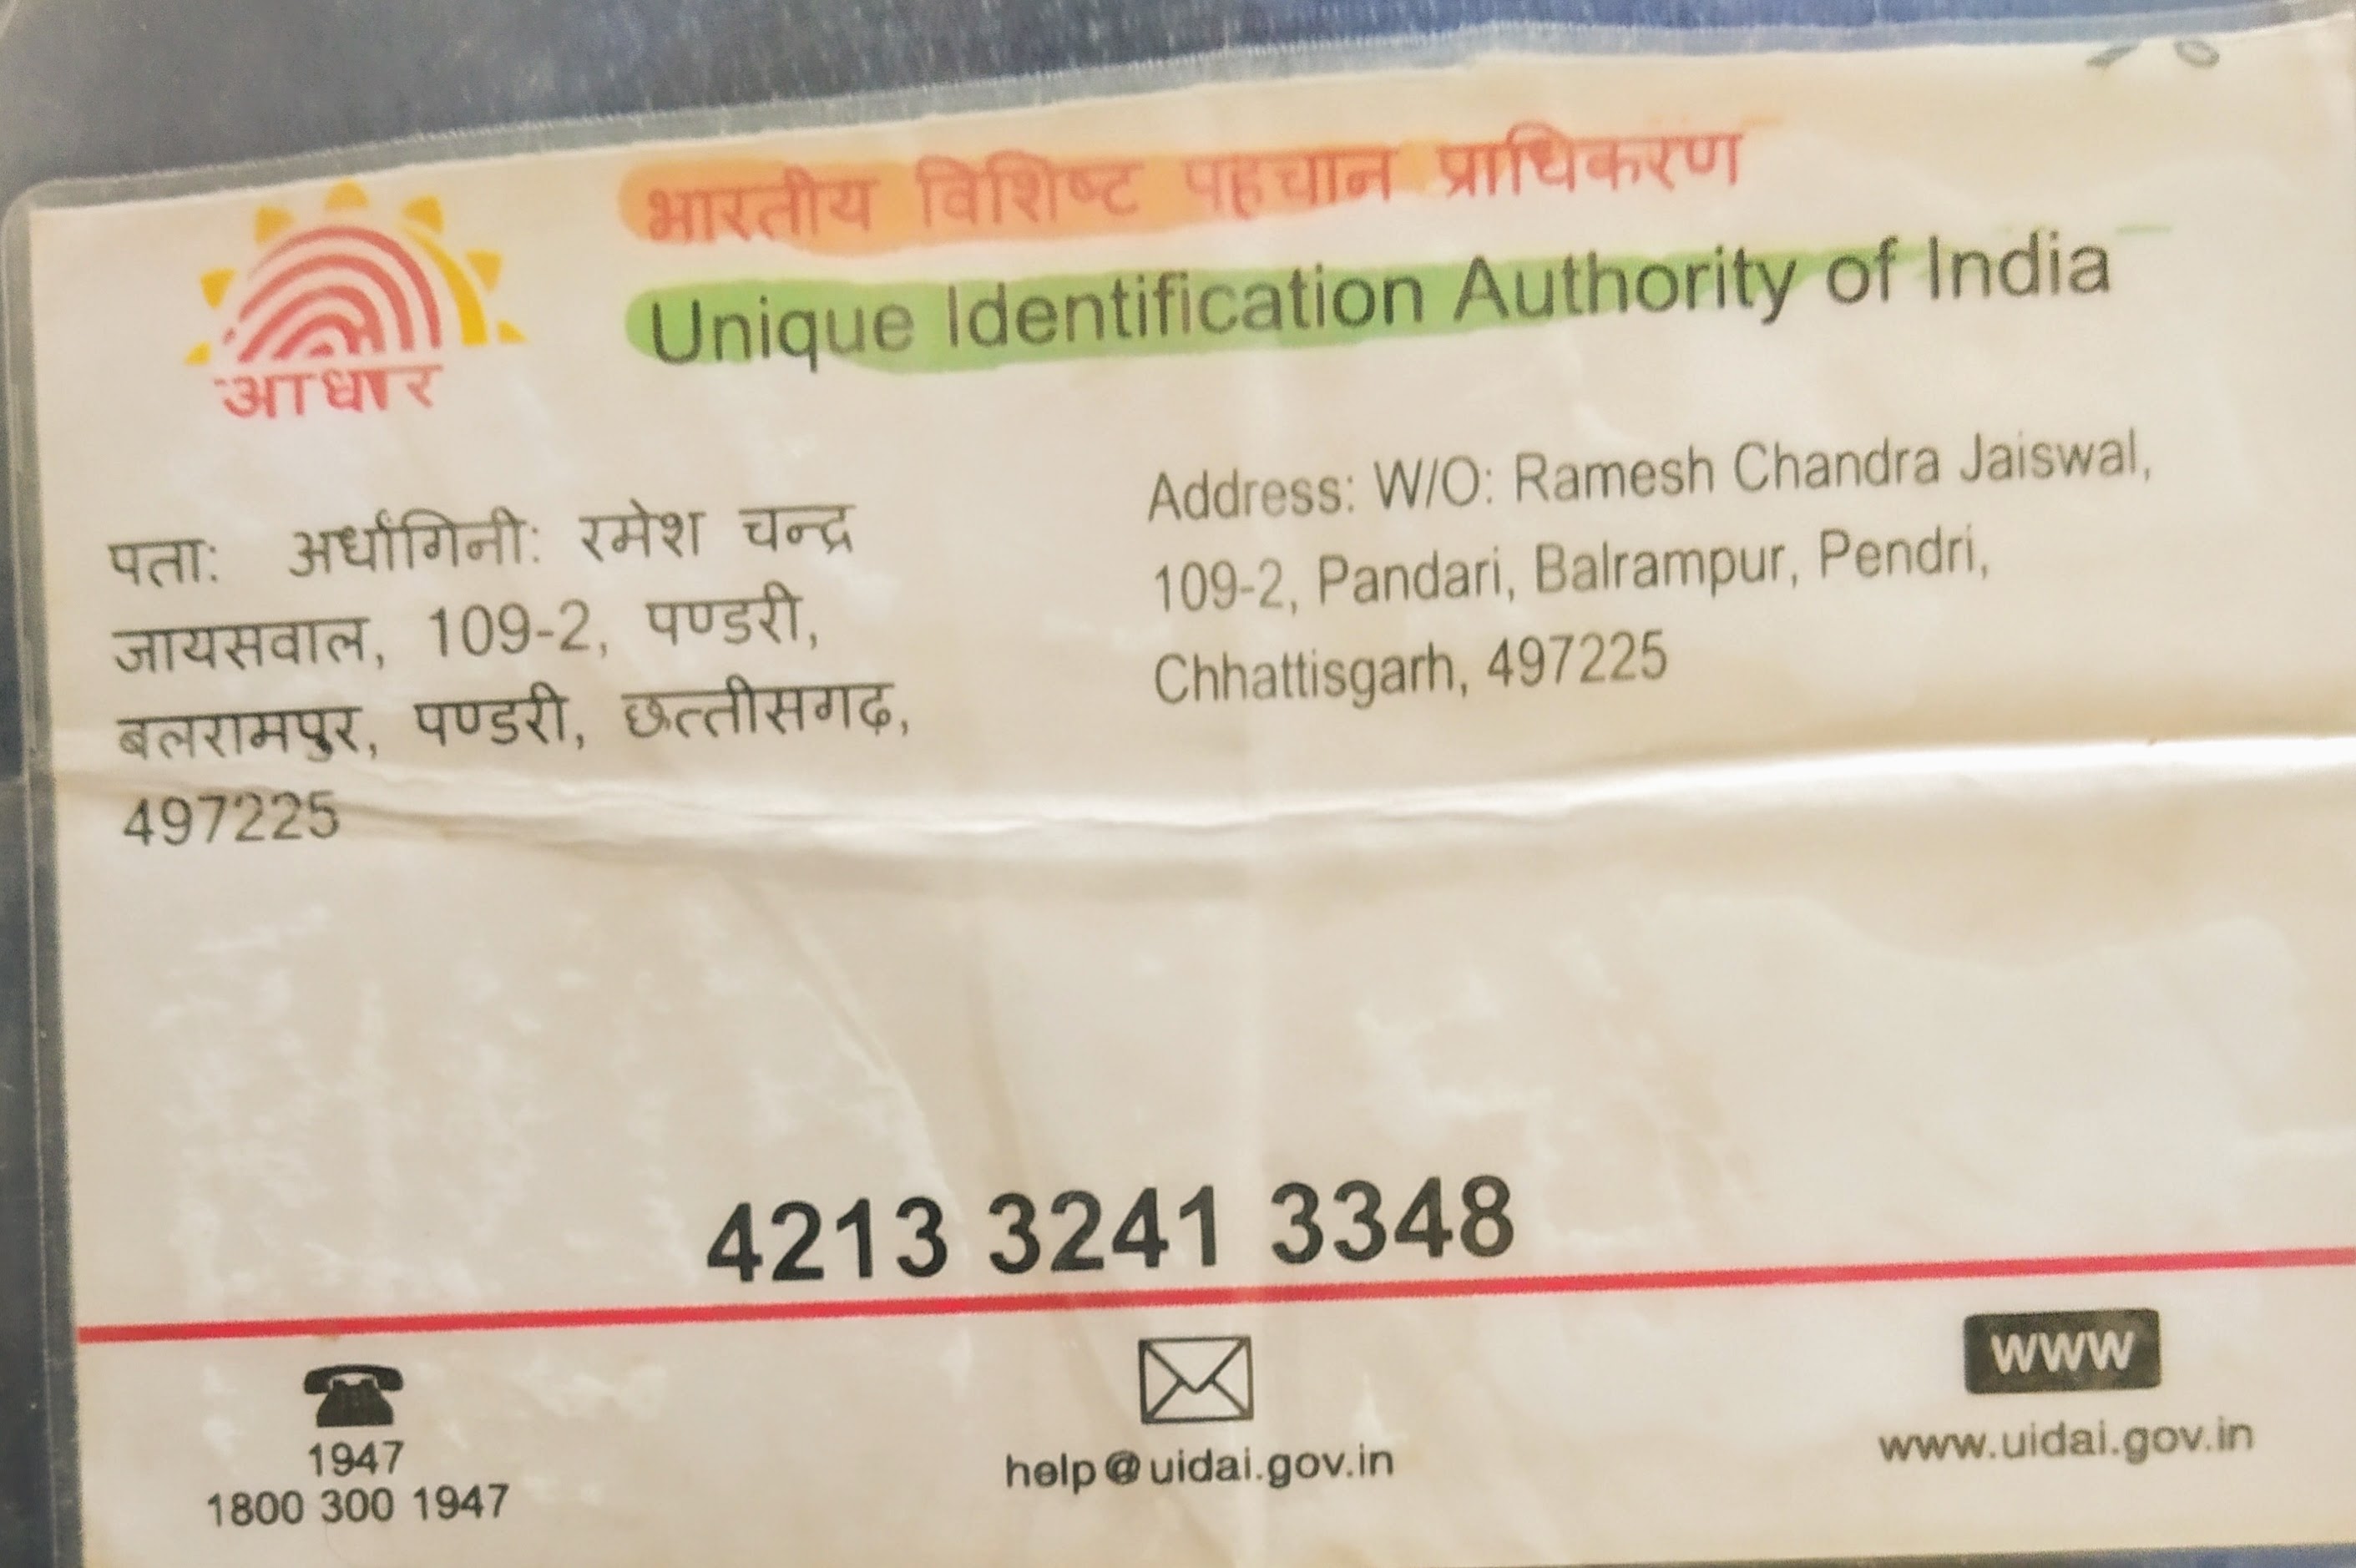 भारतीय विशिष्ट पहचान प्राधिकरण
Unique Identification Authority of India
आधार
पता: अर्धांगिनी: रमेश चन्द्र
जायसवाल, 109-2, पण्डरी,
बलरामपुर, पण्डरी, छत्तीसगढ,
497225
Address: W/O: Ramesh Chandra Jaiswal,
109-2, Pandari, Balrampur, Pendri,
Chhattisgarh, 497225
4213 3241 3348
1947
1800 300 1947
help@uidai.gov.in
www
www.uidai.gov.in